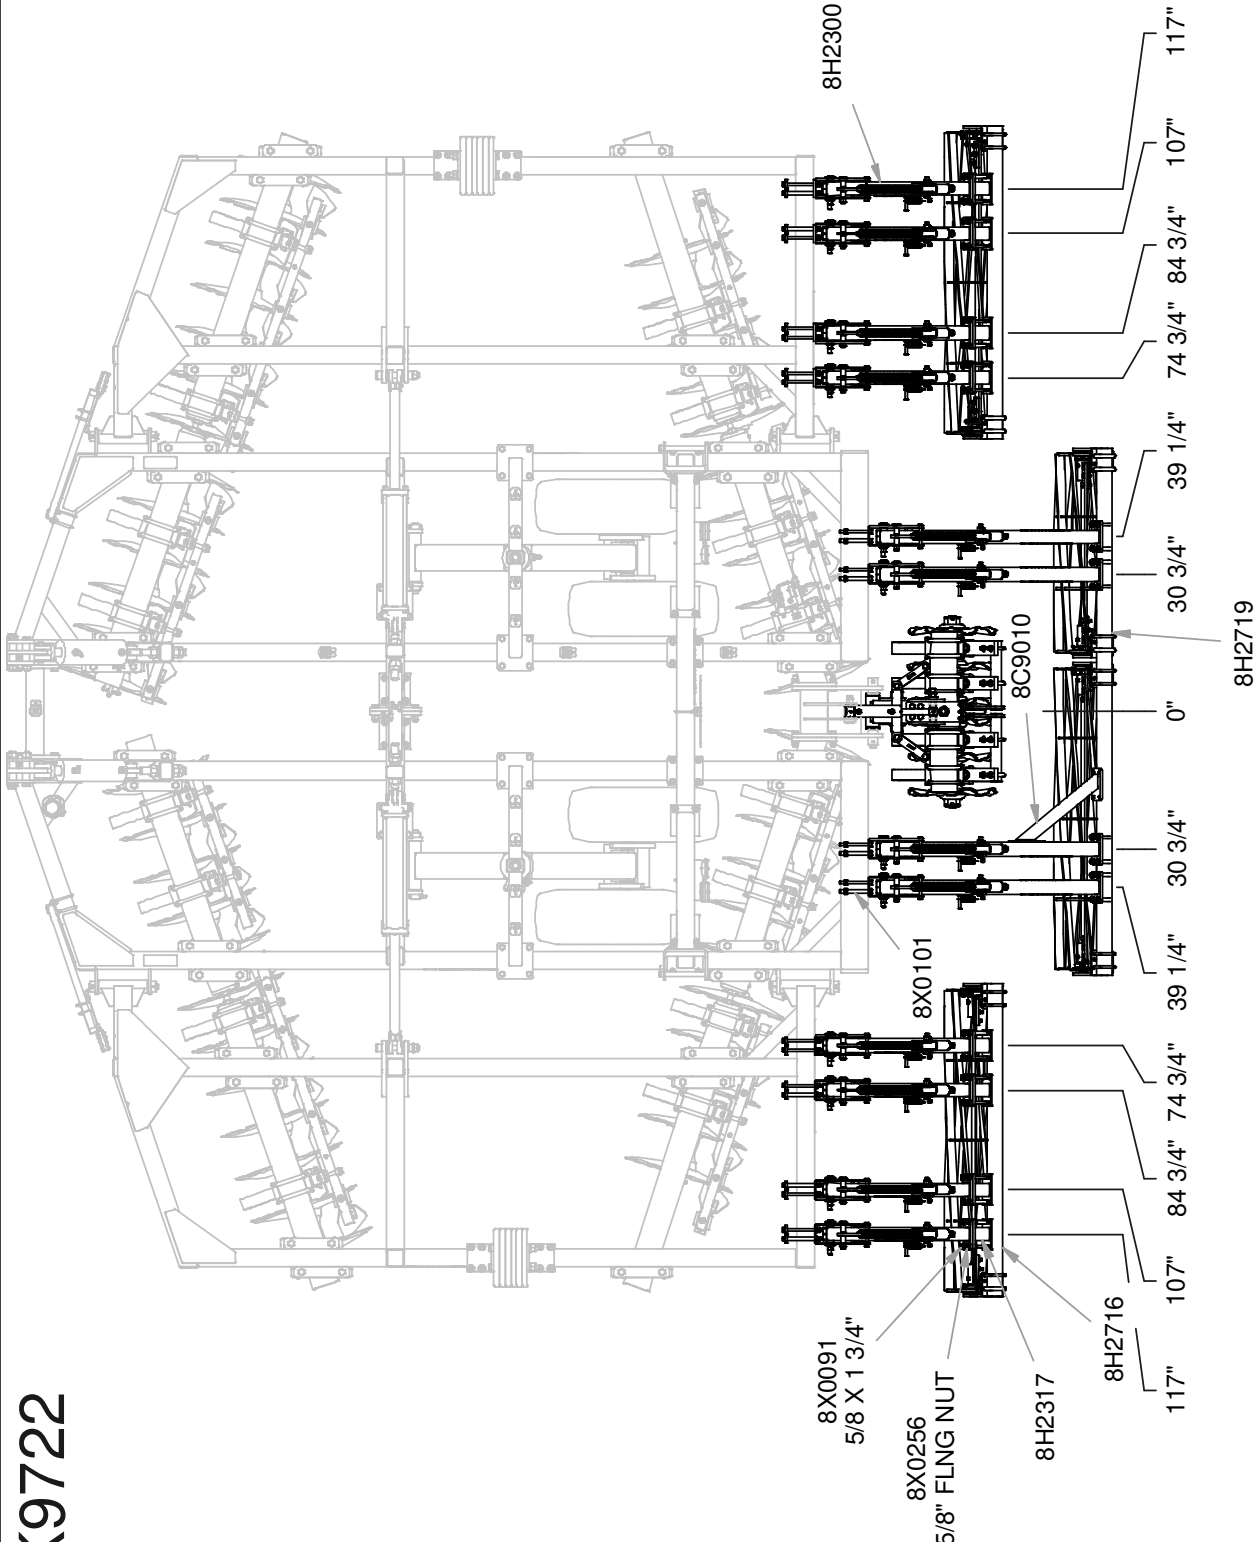 K9722
8H2300
8X0091
5/8 X 1 3/4"
8X0256
5/8" FLNG NUT
8X0101
8C9010
8H2317
8H2716
117"
107"
84 3/4"
74 3/4"
39 1/4"
30 3/4"
0"
30 3/4"
39 1/4"
74 3/4"
84 3/4"
107"
117"
8H2719